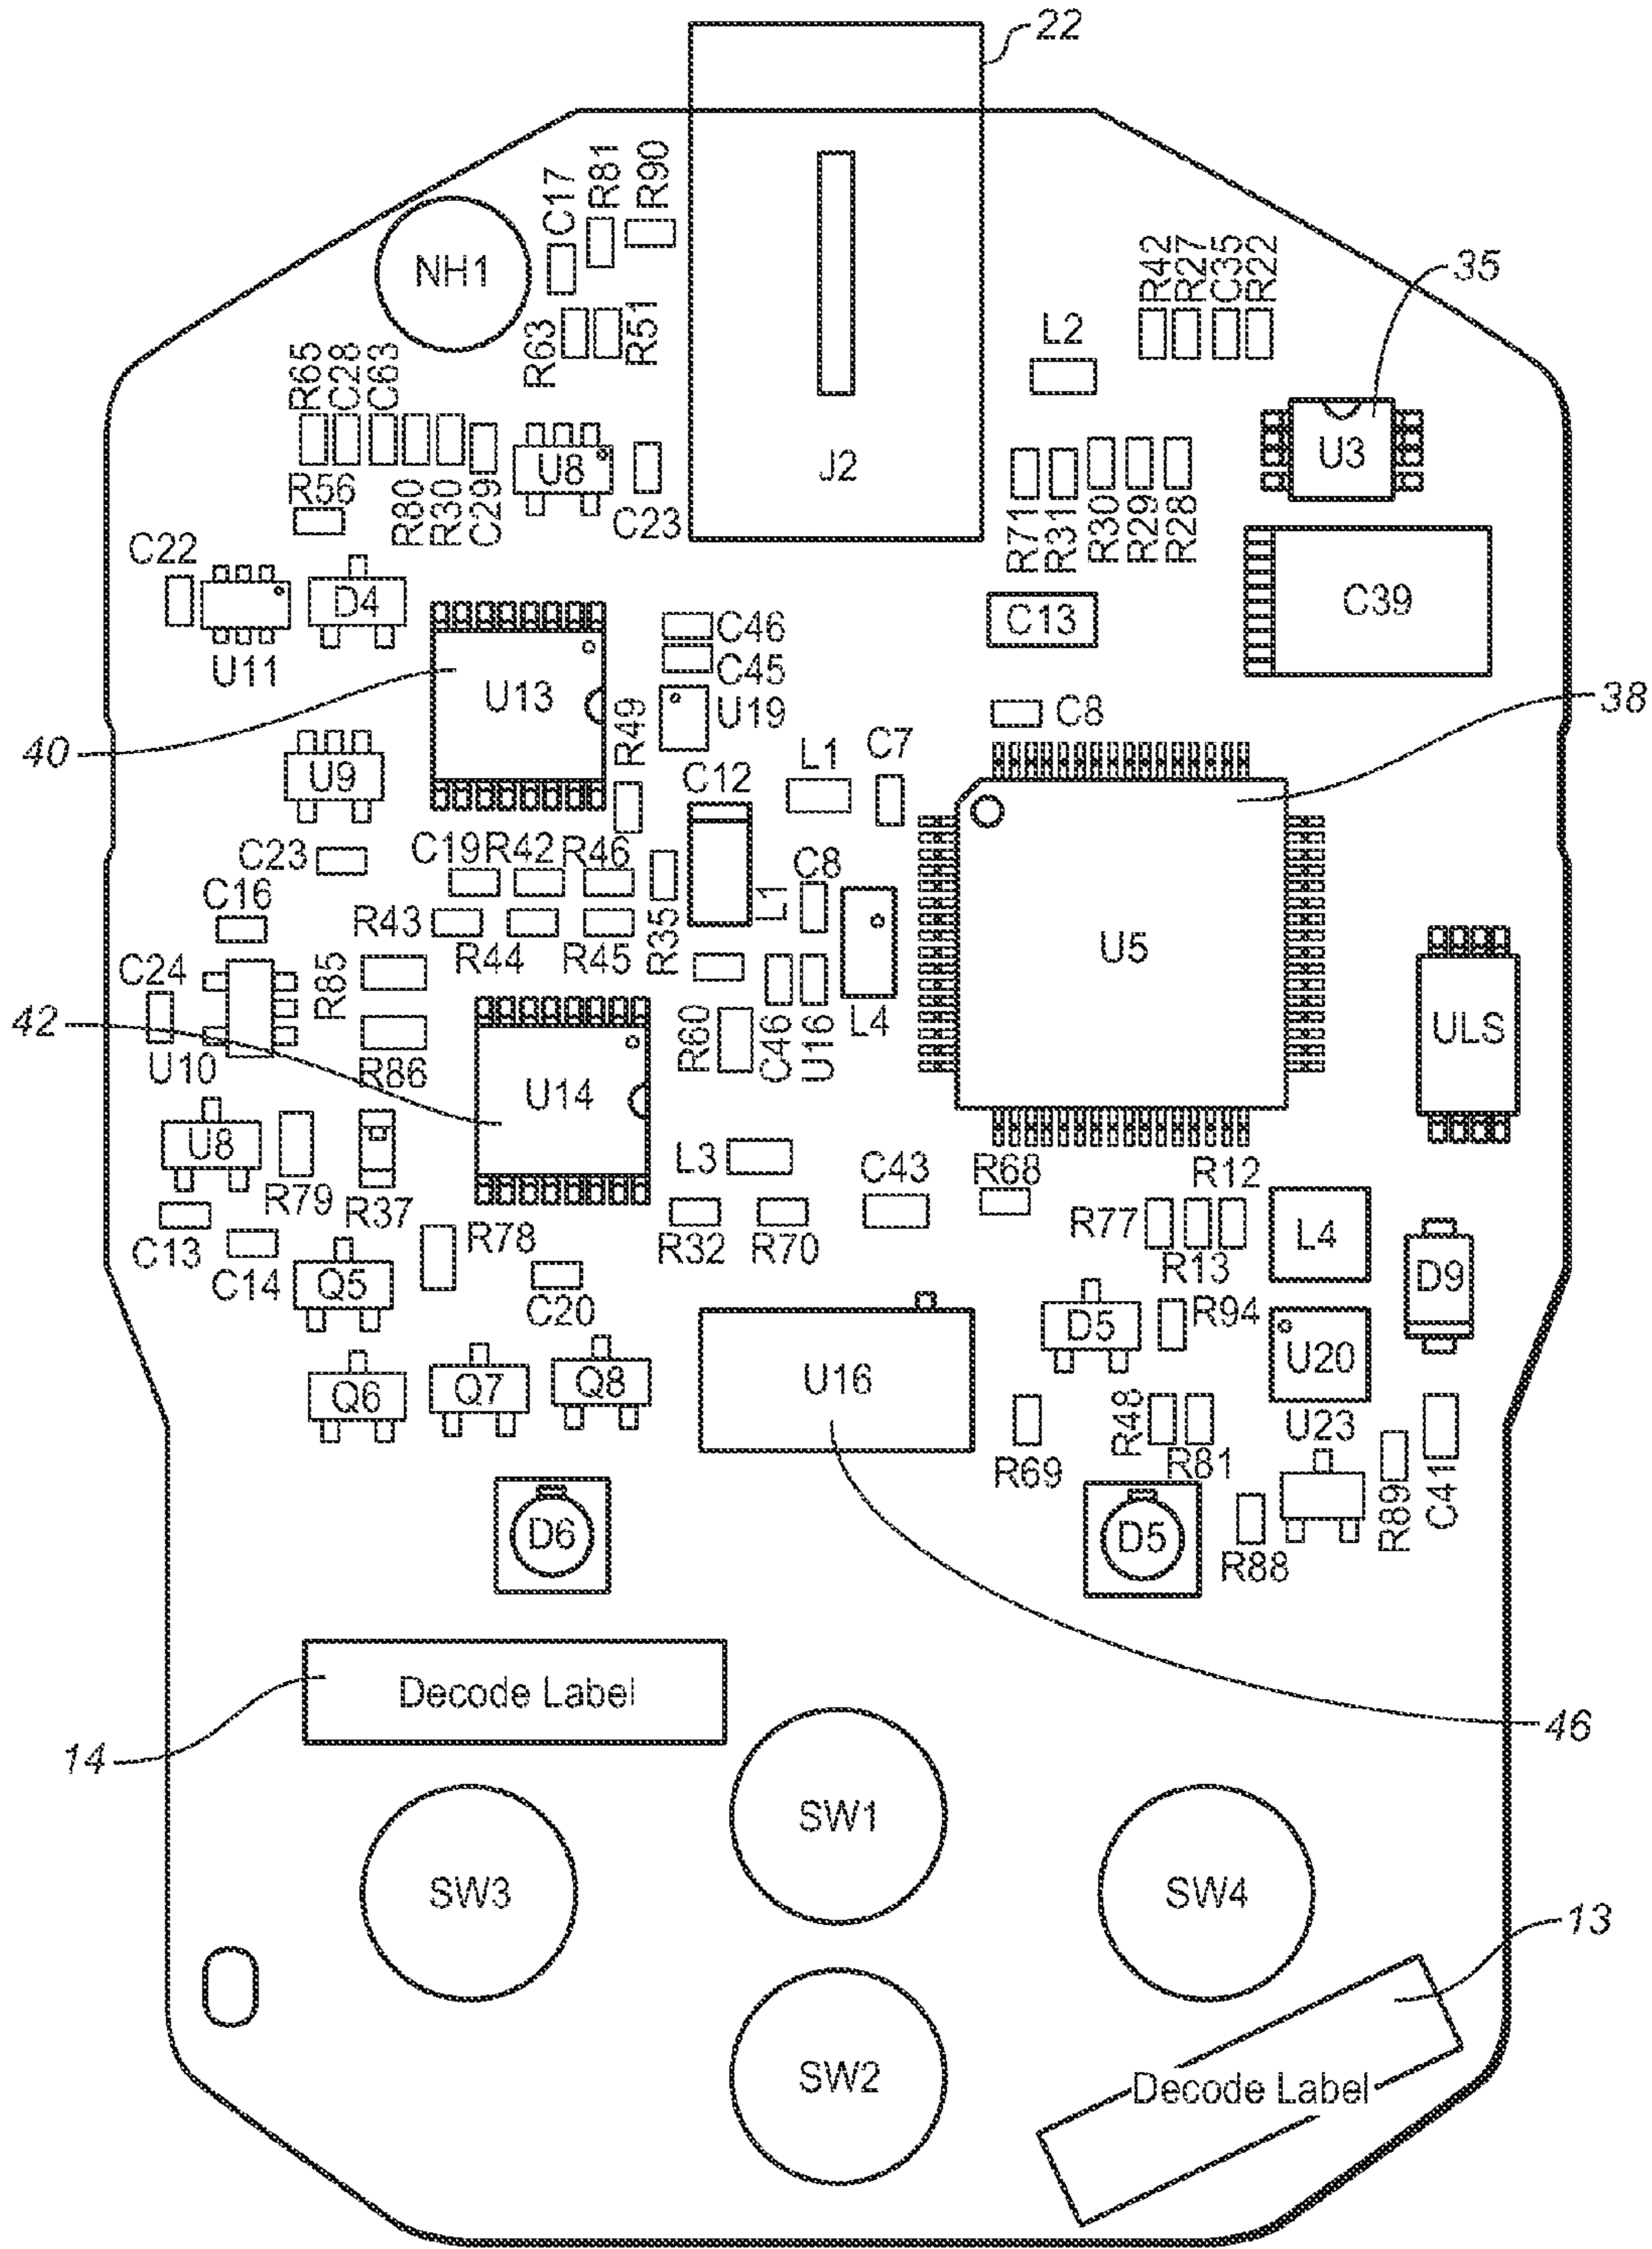 22
C17
R81
R90
NH1
R42
R27
C35
R22
35
R63
R51
L2
R65
C28
C63
U8
J2
U3
R56
R80
R30
C29
C23
R71
R31
R30
R29
R28
C22
D4
C46
C13
C39
U11
C45
U13
R49
U19
C8
38
40
U9
C12
L1
C7
C23
C19
R42
R46
C8
C16
R43
R35
L1
U5
C24
R85
R44
R45
42
R60
C46
U16
L4
ULS
U10
R86
U14
U8
L3
C43
R68
R12
R79
R37
C13
C14
R78
R32
R70
R77
R13
L4
D9
Q5
C20
D5
R94
U20
Q6
Q7
Q8
U16
R48
U23
R69
R81
R89
C41
D6
D5
R88
14
Decode Label
46
SW1
SW3
SW4
13
SW2
Decode Label